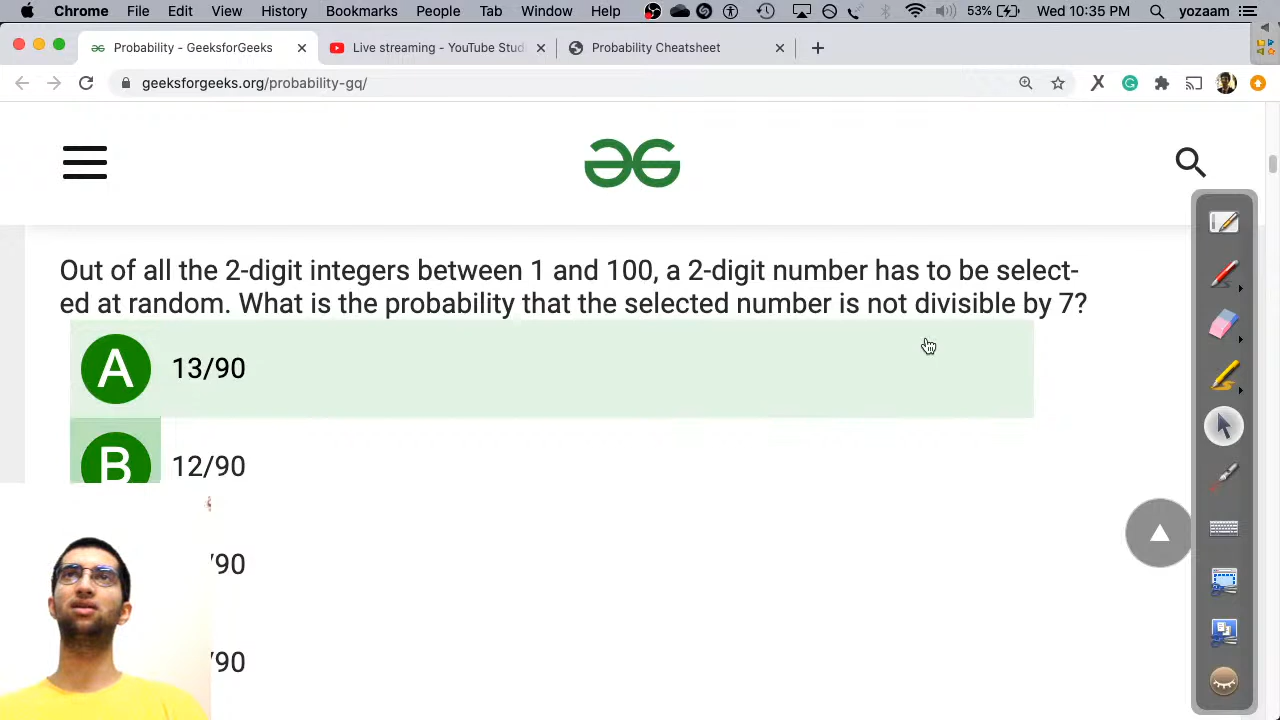 Chrome File Edit View History Bookmarks People Tab Window Help 53% Wed 10:35 PM yozaam
Probability - GeeksforGeeks Live streaming - YouTube Stud Probability Cheatsheet
geeksforgeeks.org/probability-gq/
Out of all the 2-digit integers between 1 and 100, a 2-digit number has to be select-
ed at random. What is the probability that the selected number is not divisible by 7?
A 13/90
B 12/90
/90
/90